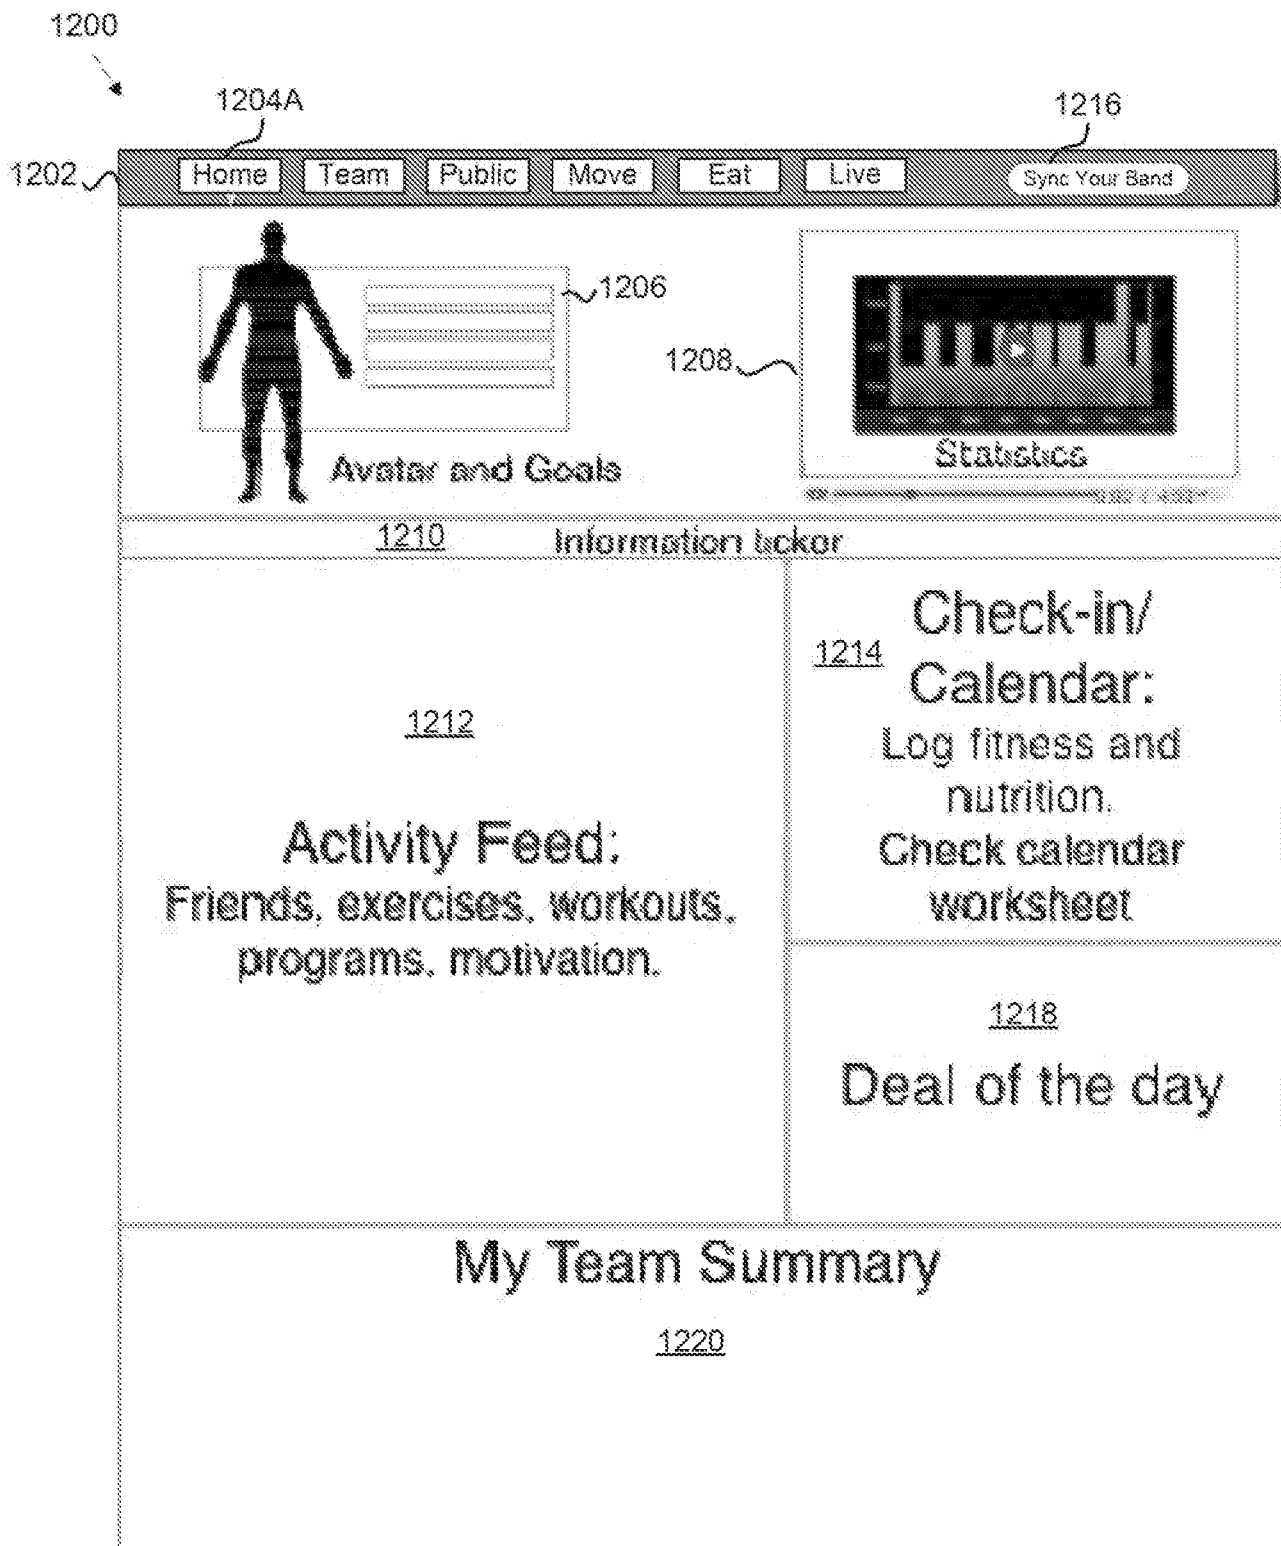 1200
1204A
1216
1202
Home Team Public Move Eat Live Sync Your Band
1206
1208
Avatar and Goals
Statistics
1210 Information ticker
Check-in/
1214
Calendar:
1212
Log fitness and
nutrition.
Activity Feed:
Check calendar
Friends, exercises, workouts,
worksheet
programs, motivation.
1218
Deal of the day
My Team Summary
1220